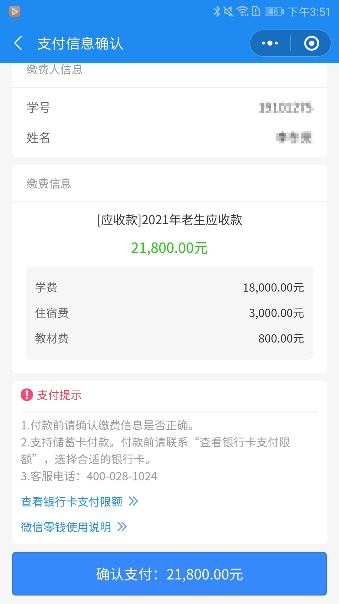 下午3:51
支付信息确认
缴费人信息
学号
姓名
缴费信息
[应收款]2021年老生应收款
21,800.00元
学费 18,000.00元
住宿费 3,000.00元
教材费 800.00元
支付提示
1.付款前请确认缴费信息是否正确。
2.支持储蓄卡付款。付款前请联系“查看银行卡支付限
额”，选择合适的银行卡。
3.客服电话：400-028-1024
查看银行卡支付限额
微信零钱使用说明
确认支付：21,800.00元